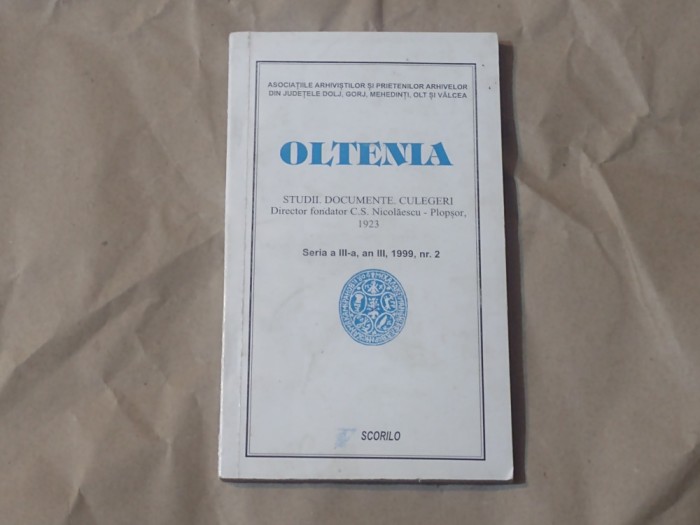 ASOCIAȚIILE ARHIVIȘTILOR ȘI PRIETENILOR ARHIVELOR
DIN JUDEȚELE DOLJ, GORJ, MEHEDINȚI, OLT ȘI VÂLCEA
OLTENIA
STUDII. DOCUMENTE. CULEGERI
Director fondator C.S. Nicolăescu - Plopșor,
1923
Seria a III-a, an III, 1999, nr. 2
SCORILO